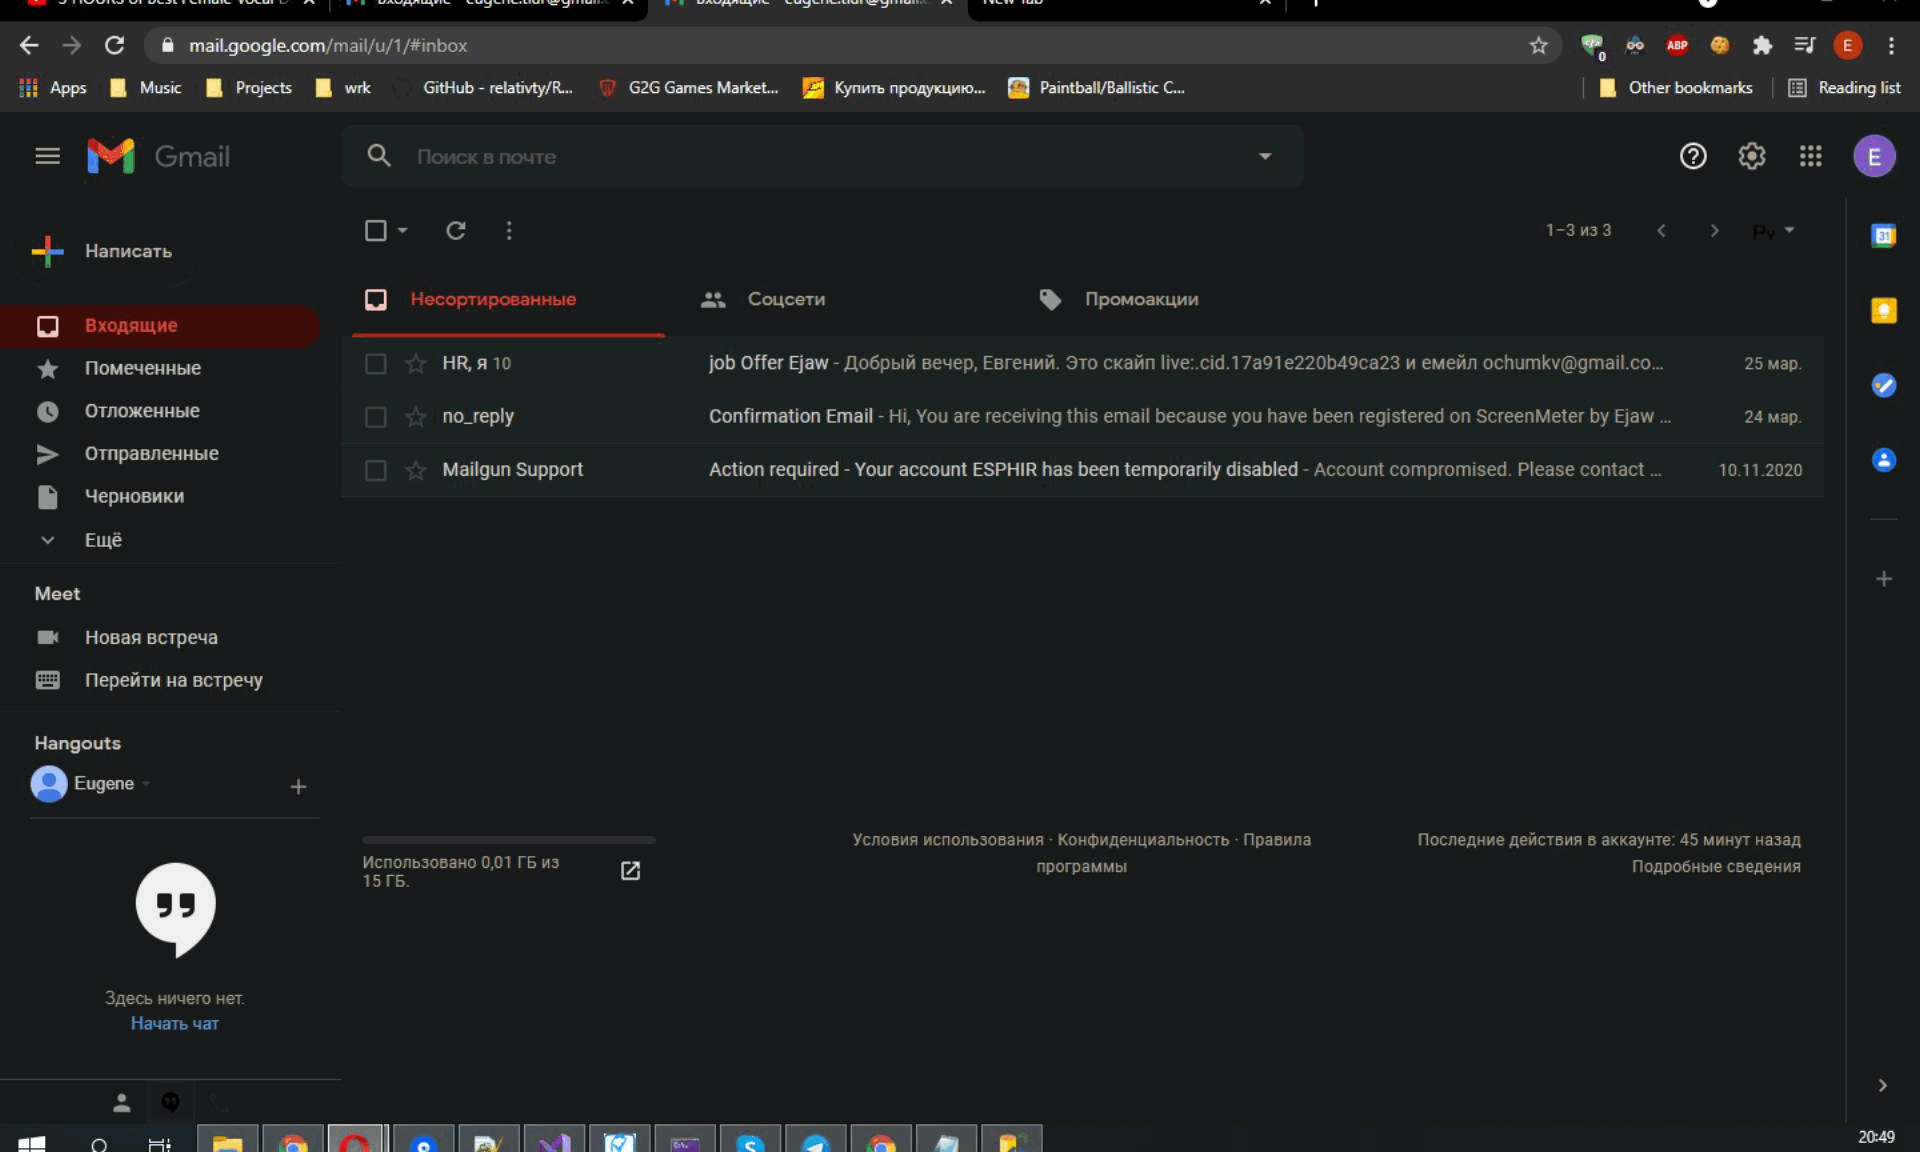 mail.google.com/mail/u/1/#inbox
0
ABP
E
Apps
Music
Projects
wrk
GitHub - relativty/R...
G2G Games Market...
Купить продукцию...
Paintball/Ballistic C...
Other bookmarks
Reading list
Gmail
Поиск в почте
E
Написать
1–3 из 3
31
Несортированные
Соцсети
Промоакции
Входящие
HR, я 10
job Offer Ejaw - Добрый вечер, Евгений. Это скайп live:.cid.17a91e220b49ca23 и емейл ochumkv@gmail.co...
25 мар.
Помеченные
no_reply
Confirmation Email - Hi, You are receiving this email because you have been registered on ScreenMeter by Ejaw ...
24 мар.
Отложенные
Mailgun Support
Action required - Your account ESPHIR has been temporarily disabled - Account compromised. Please contact ...
10.11.2020
Отправленные
Черновики
Ещё
Meet
Новая встреча
Перейти на встречу
Hangouts
Eugene
Использовано 0,01 ГБ из
15 ГБ.
Условия использования · Конфиденциальность · Правила
программы
Последние действия в аккаунте: 45 минут назад
Подробные сведения
Здесь ничего нет.
Начать чат
20:49